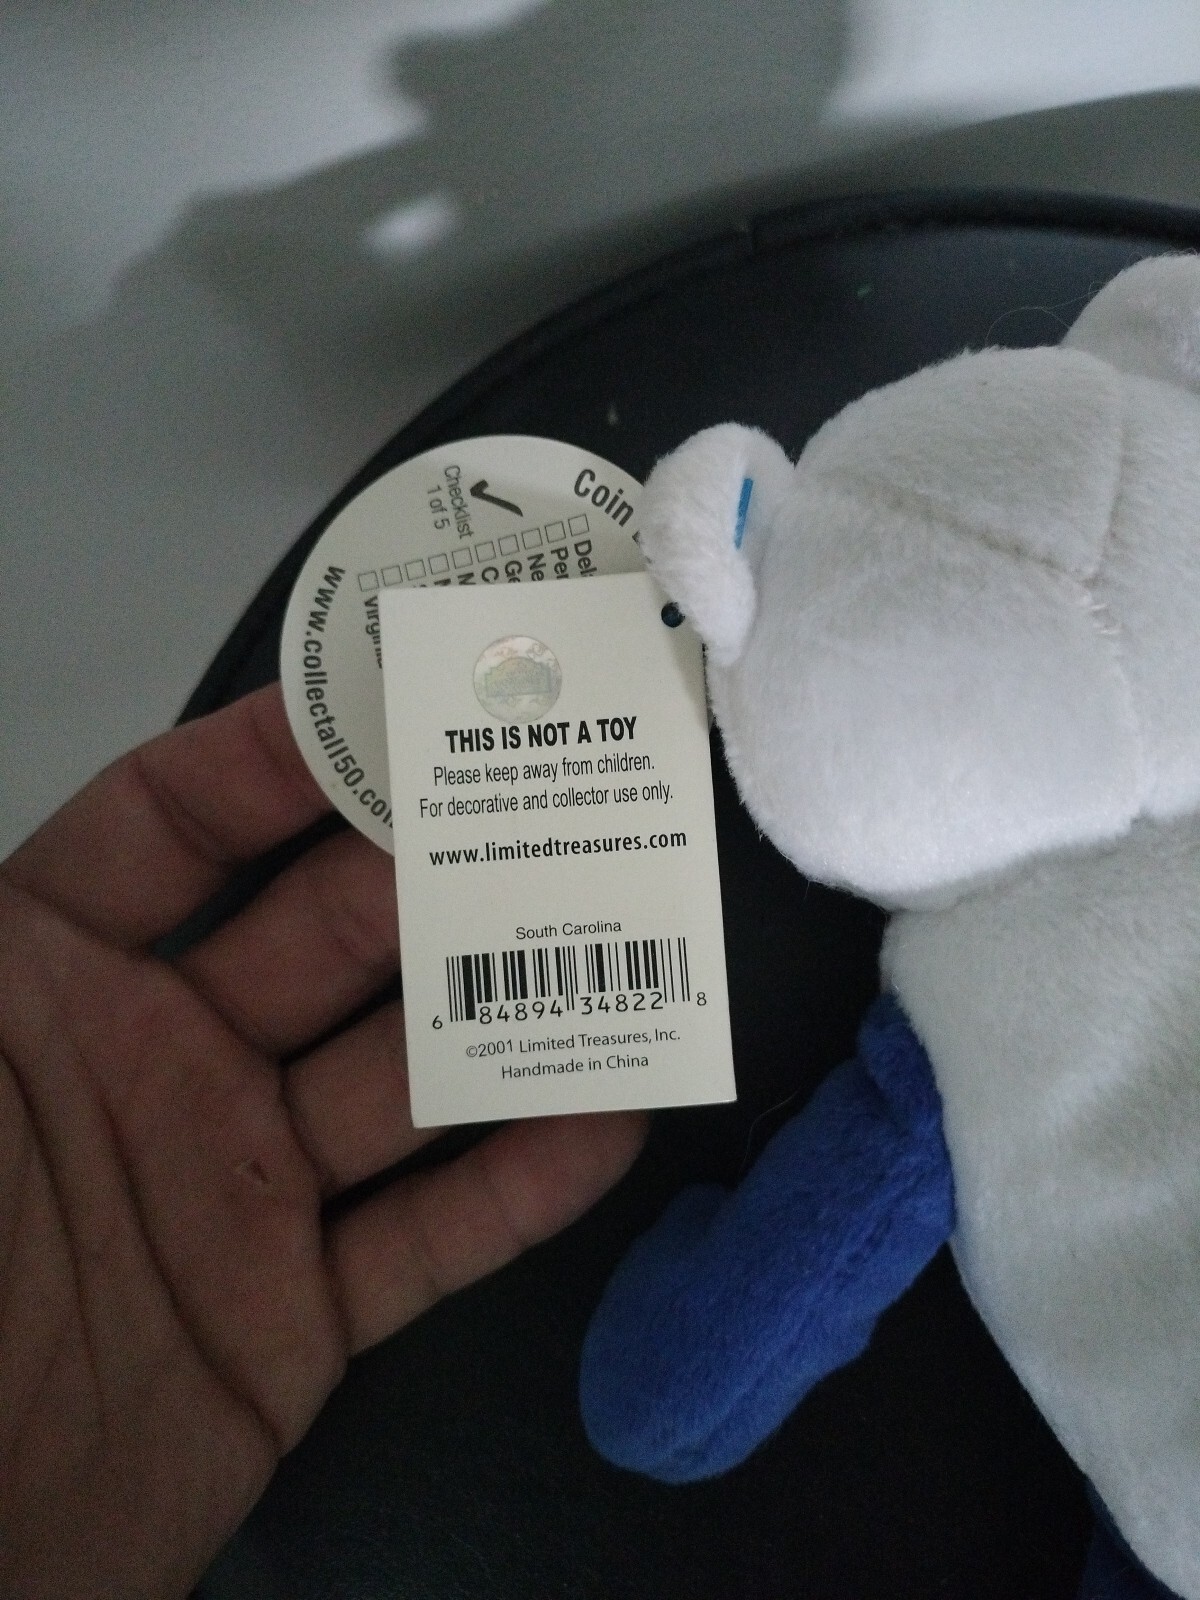 Coin
Checklist
1 of 5
www.collectall50.com
THIS IS NOT A TOY
Please keep away from children.
For decorative and collector use only.
www.limitedtreasures.com
South Carolina
6 84894 34822 8
©2001 Limited Treasures, Inc.
Handmade in China